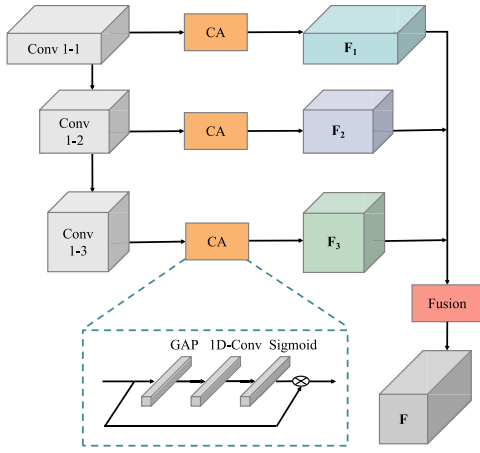 Conv 1-1
CA
F₁
Conv
1-2
CA
F₂
Conv
1-3
CA
F₃
Fusion
GAP 1D-Conv Sigmoid
F